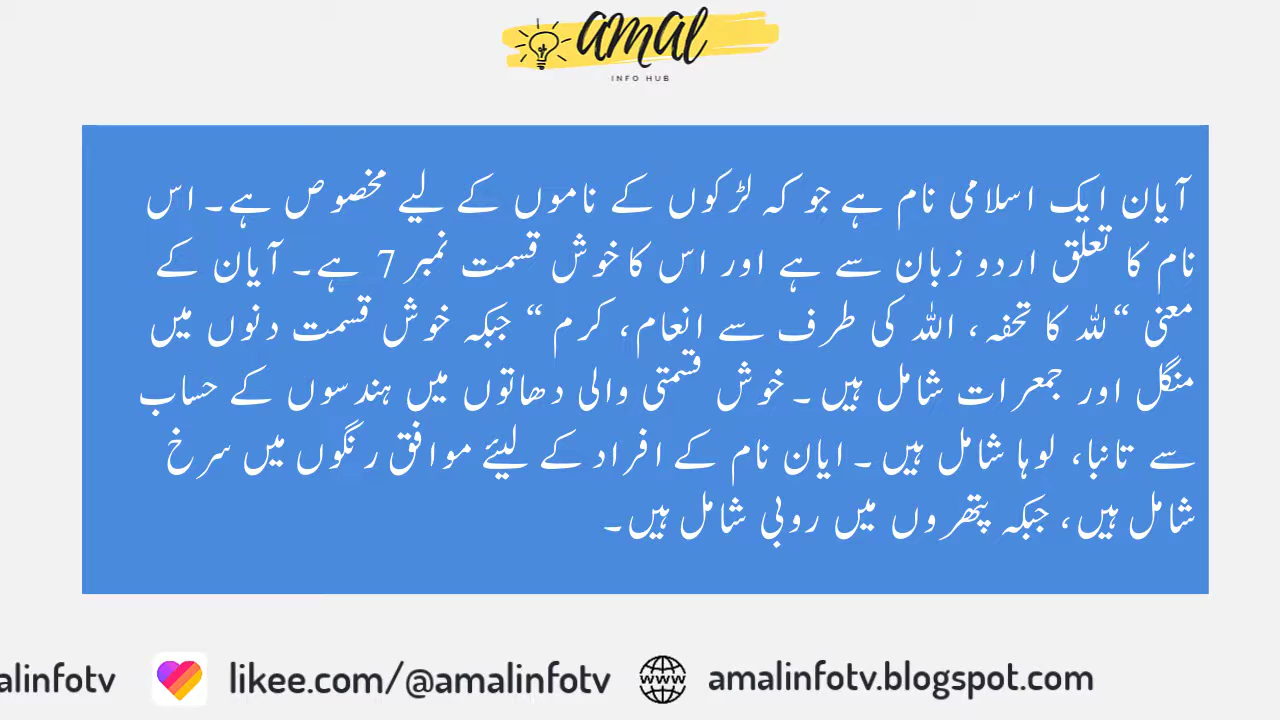 amal
INFO HUB
آیان ایک اسلامی نام ہے جو کہ لڑکوں کے ناموں کے لیے مخصوص ہے۔ اس
نام کا تعلق اردو زبان سے ہے اور اس کا خوش قسمت نمبر 7 ہے۔ آیان کے
معنی “للہ کا تحفہ، اللہ کی طرف سے انعام، کرم “ جبکہ خوش قسمت دنوں میں
منگل اور جمعرات شامل ہیں۔ خوش قسمتی والی دھاتوں میں ہندسوں کے حساب
سے تانبا، لوہا شامل ہیں۔ ایان نام کے افراد کے لیئے موافق رنگوں میں سرخ
شامل ہیں، جبکہ پتھروں میں روبی شامل ہیں۔
alinfotv likee.com/@amalinfotv www amalinfotv.blogspot.com